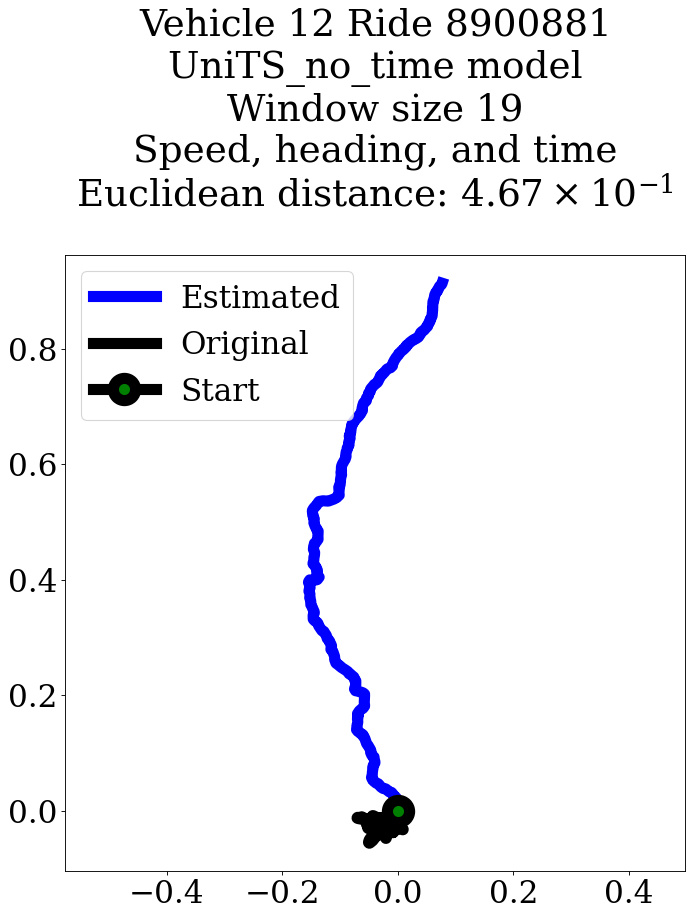 Vehicle 12 Ride 8900881
UniTS_no_time model
Window size 19
Speed, heading, and time
Euclidean distance: 4.67 × 10⁻¹
Estimated
Original
Start
0.8
0.6
0.4
0.2
0.0
−0.4 −0.2 0.0 0.2 0.4